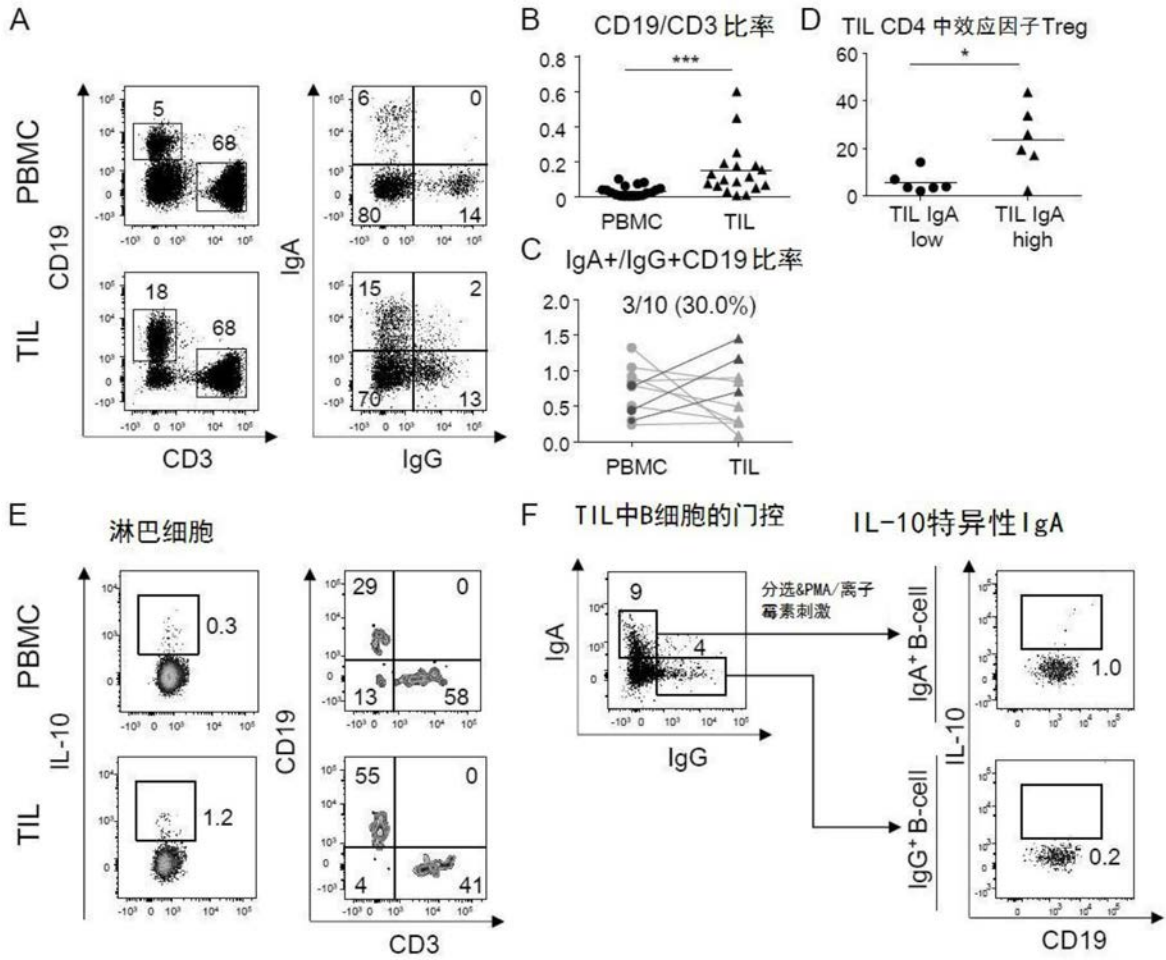 A
PBMC
TIL
CD19
CD3
IgA
IgG
5
68
18
68
6
0
80
14
15
2
70
13
B
CD19/CD3 比率
***
0.8
0.6
0.4
0.2
0
PBMC
TIL
C
IgA+/IgG+CD19 比率
3/10 (30.0%)
2.0
1.5
1.0
0.5
0.0
PBMC
TIL
D
TIL CD4 中效应因子Treg
*
60
40
20
0
TIL IgA
low
TIL IgA
high
E
淋巴细胞
PBMC
TIL
IL-10
0.3
1.2
CD19
29
0
13
58
55
0
4
41
CD3
F
TIL中B细胞的门控
IL-10特异性IgA
IgA
9
4
IgG
分选&PMA/离子
霉素刺激
IgA⁺ B-cell
IgG⁺ B-cell
IL-10
1.0
0.2
CD19